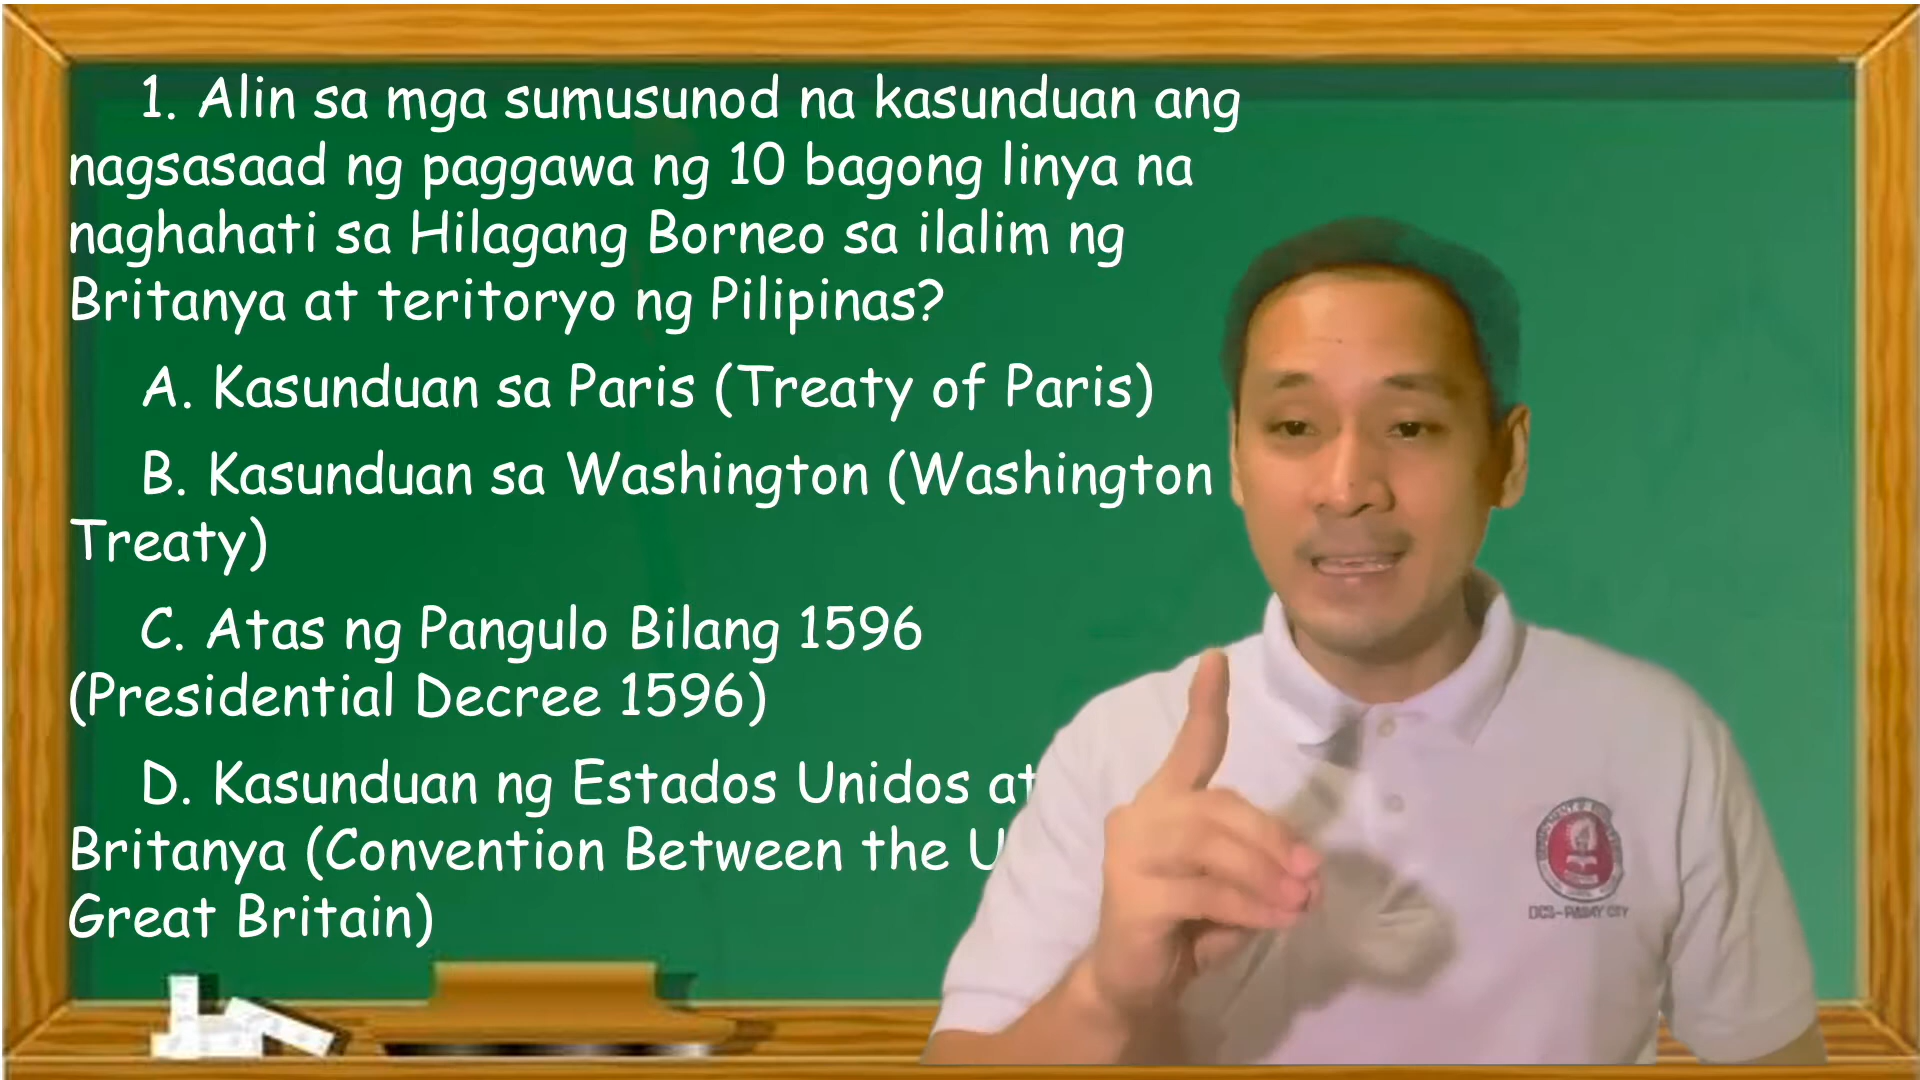 1. Alin sa mga sumusunod na kasunduan ang
nagsasaad ng paggawa ng 10 bagong linya na
naghahati sa Hilagang Borneo sa ilalim ng
Britanya at teritoryo ng Pilipinas?
A. Kasunduan sa Paris (Treaty of Paris)
B. Kasunduan sa Washington (Washington
Treaty)
C. Atas ng Pangulo Bilang 1596
(Presidential Decree 1596)
D. Kasunduan ng Estados Unidos at
Britanya (Convention Between the
Great Britain)
DCS-PASAY CITY